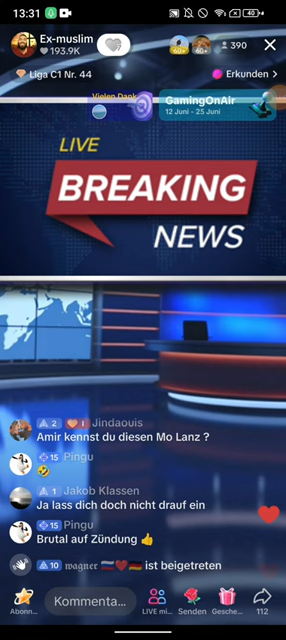 13:31
40
Ex-muslim
193.9K
60+
60+
390
Liga C1 Nr. 44
Erkunden >
Vielen Dank
GamingOnAir
12 Juni - 25 Juni
LIVE
BREAKING
NEWS
2 I Jindaouis
Amir kennst du diesen Mo Lanz ?
15 Pingu
🤣
1 Jakob Klassen
Ja lass dich doch nicht drauf ein
15 Pingu
Brutal auf Zündung 👍
10 𝔴𝔞𝔤𝔫𝔢𝔯 🇷🇺❤️🇩🇪 ist beigetreten
Abonn...
Kommenta...
LIVE mi...
Senden
Gesche...
112